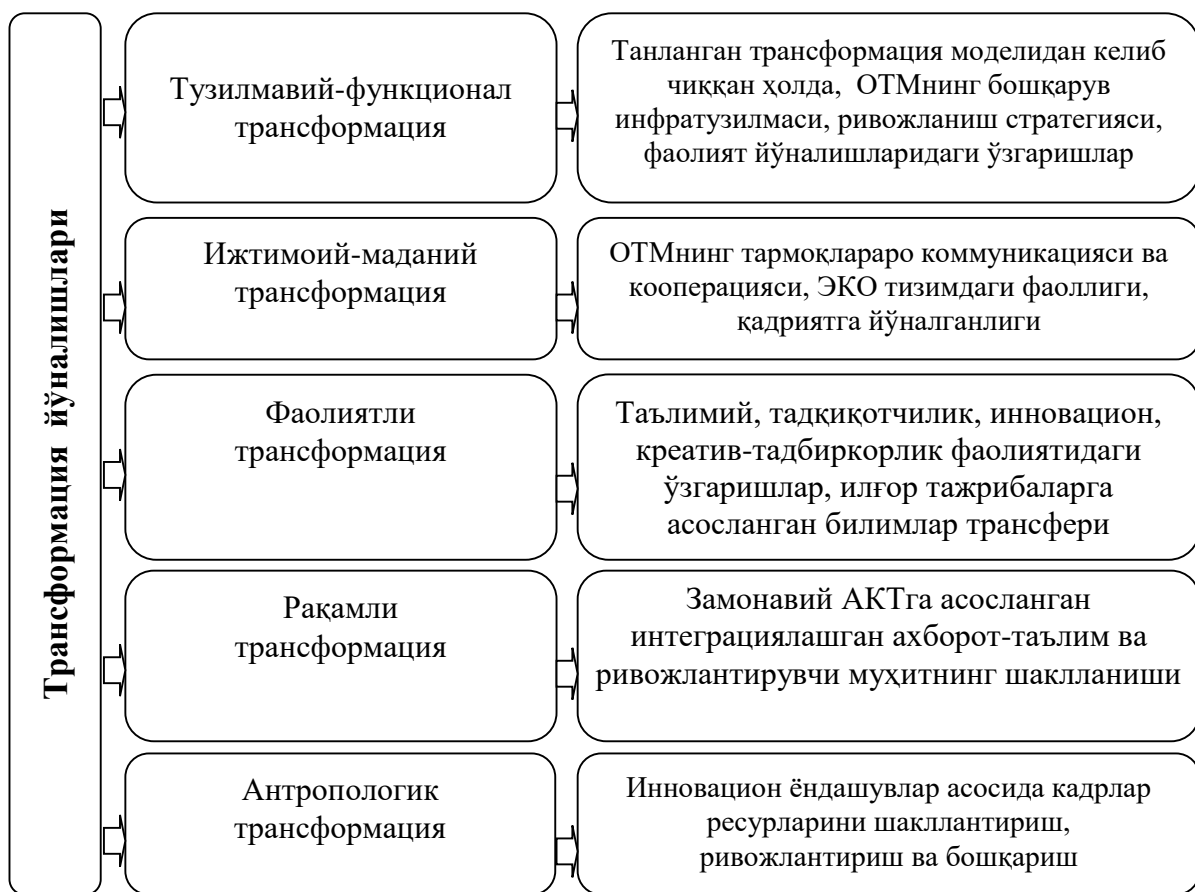 Трансформация йўналишлари
Тузилмавий-функционал
трансформация
Танланган трансформация моделидан келиб
чиққан ҳолда, ОТМнинг бошқарув
инфратузилмаси, ривожланиш стратегияси,
фаолият йўналишларидаги ўзгаришлар
Ижтимоий-маданий
трансформация
ОТМнинг тармоқлараро коммуникацияси ва
кооперацияси, ЭКО тизимдаги фаоллиги,
қадриятга йўналганлиги
Фаолиятли
трансформация
Таълимий, тадқиқотчилик, инновацион,
креатив-тадбиркорлик фаолиятидаги
ўзгаришлар, илғор тажрибаларга
асосланган билимлар трансфери
Рақамли
трансформация
Замонавий АКТга асосланган
интеграциялашган ахборот-таълим ва
ривожлантирувчи муҳитнинг шаклланиши
Антропологик
трансформация
Инновацион ёндашувлар асосида кадрлар
ресурларини шакллантириш,
ривожлантириш ва бошқариш